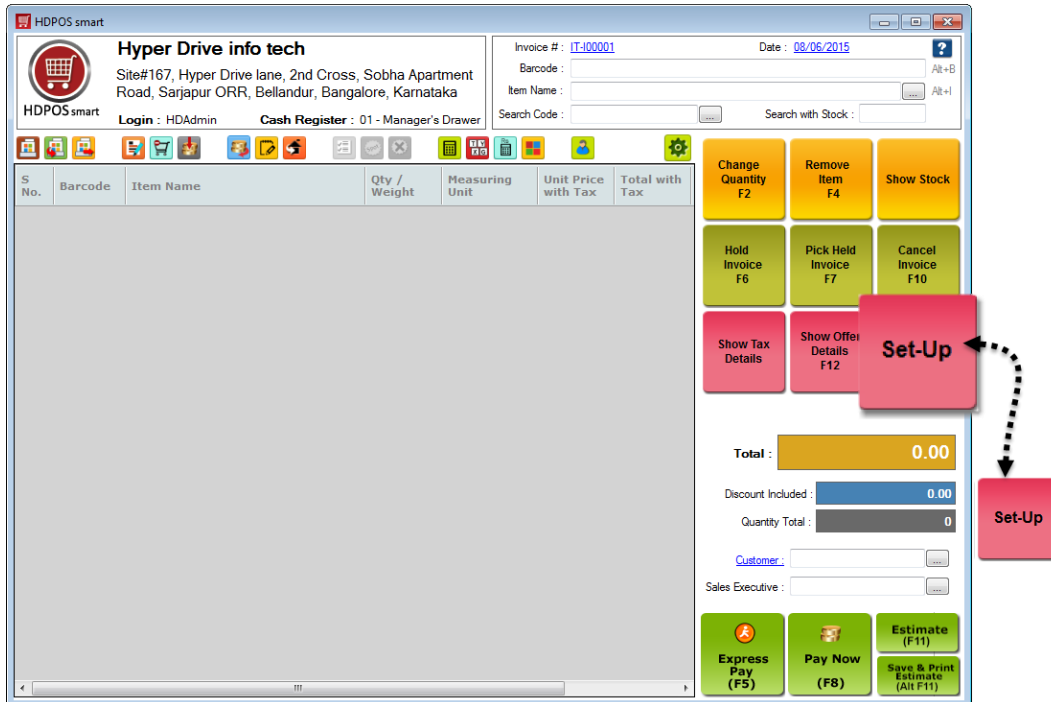 HDPOS smart
Hyper Drive info tech
Site#167, Hyper Drive lane, 2nd Cross, Sobha Apartment
Road, Sarjapur ORR, Bellandur, Bangalore, Karnataka
HDPOS smart
Login : HDAdmin Cash Register : 01 - Manager's Drawer
Invoice # : IT-I00001 Date : 08/06/2015 ?
Barcode : Alt+B
Item Name : ... Alt+I
Search Code : ... Search with Stock :
S No. Barcode Item Name Qty / Weight Measuring Unit Unit Price with Tax Total with Tax
Change
Quantity
F2
Remove
Item
F4
Show Stock
Hold
Invoice
F6
Pick Held
Invoice
F7
Cancel
Invoice
F10
Show Tax
Details
Show Offer
Details
F12
Set-Up
Total : 0.00
Discount Included : 0.00
Quantity Total : 0
Set-Up
Customer : ...
Sales Executive : ...
Express
Pay
(F5)
Pay Now
(F8)
Estimate
(F11)
Save & Print
Estimate
(Alt F11)